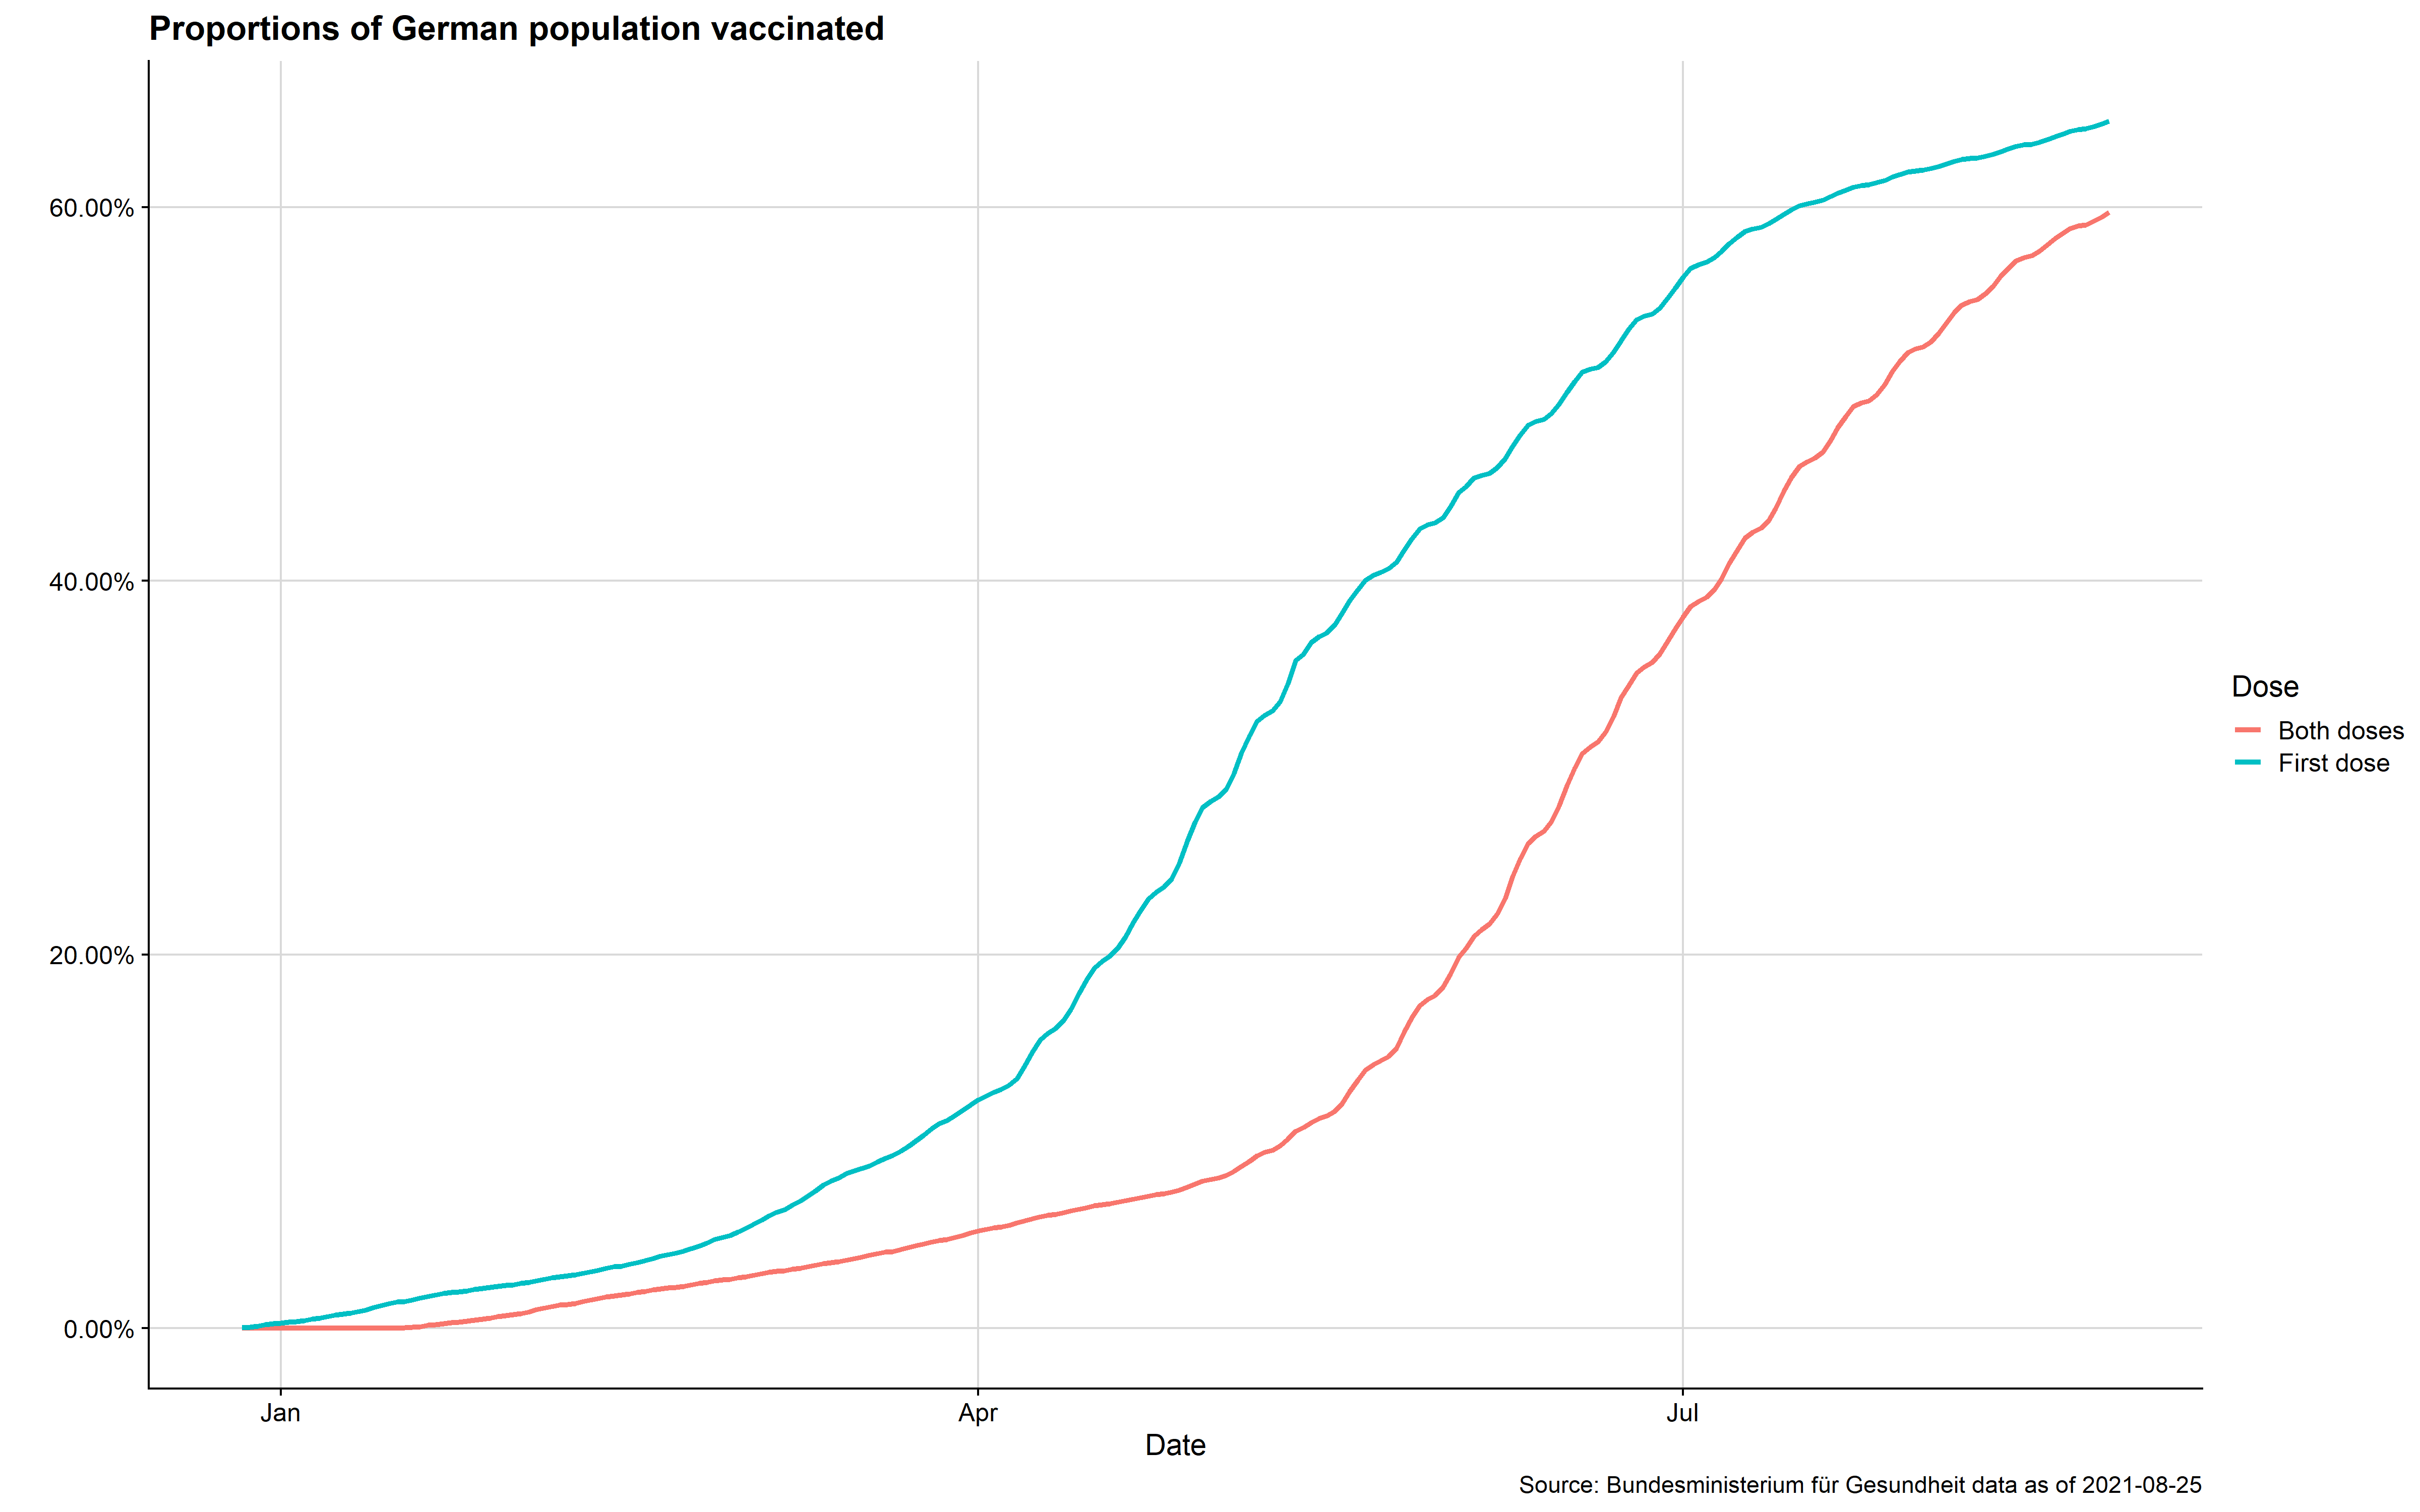 Proportions of German population vaccinated
60.00%
40.00%
20.00%
0.00%
Jan
Apr
Jul
Date
Dose
Both doses
First dose
Source: Bundesministerium für Gesundheit data as of 2021-08-25